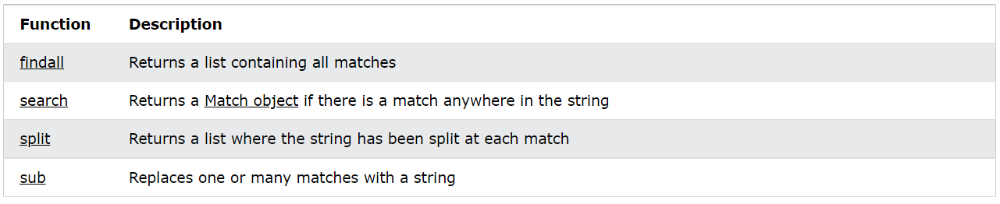 Function Description
findall Returns a list containing all matches
search Returns a Match object if there is a match anywhere in the string
split Returns a list where the string has been split at each match
sub Replaces one or many matches with a string